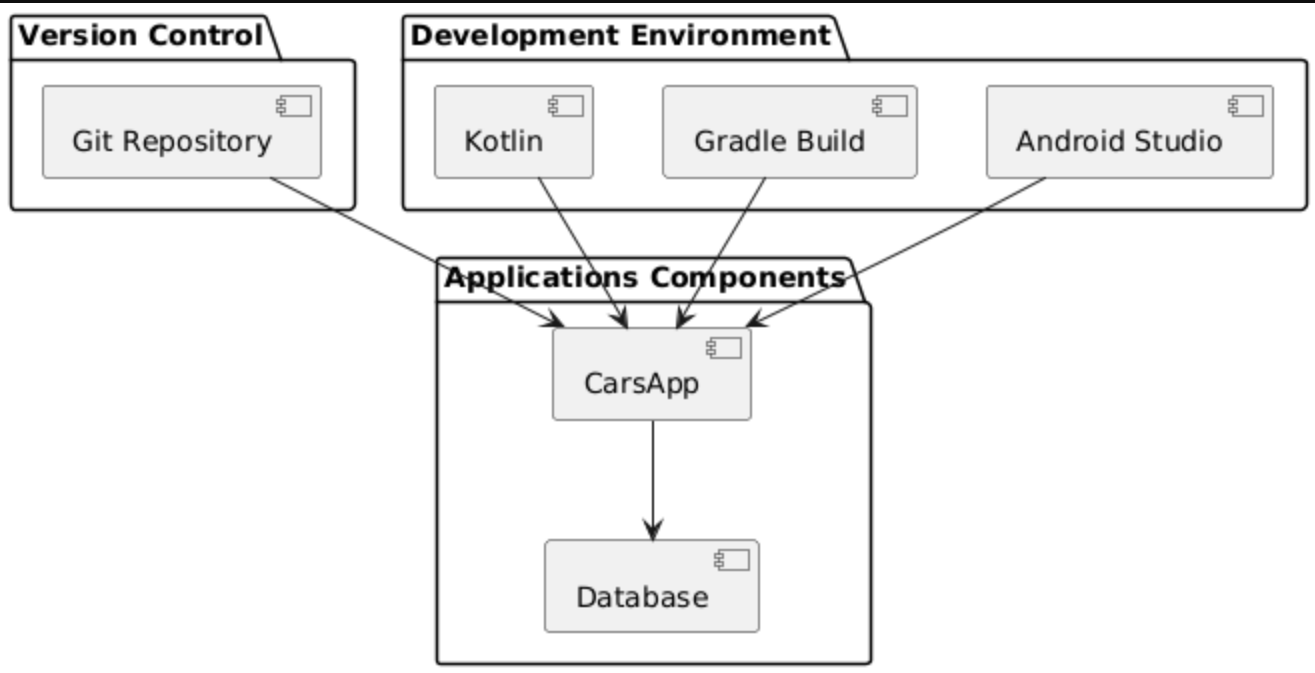 Version Control
Development Environment
Git Repository
Kotlin
Gradle Build
Android Studio
Applications Components
CarsApp
Database